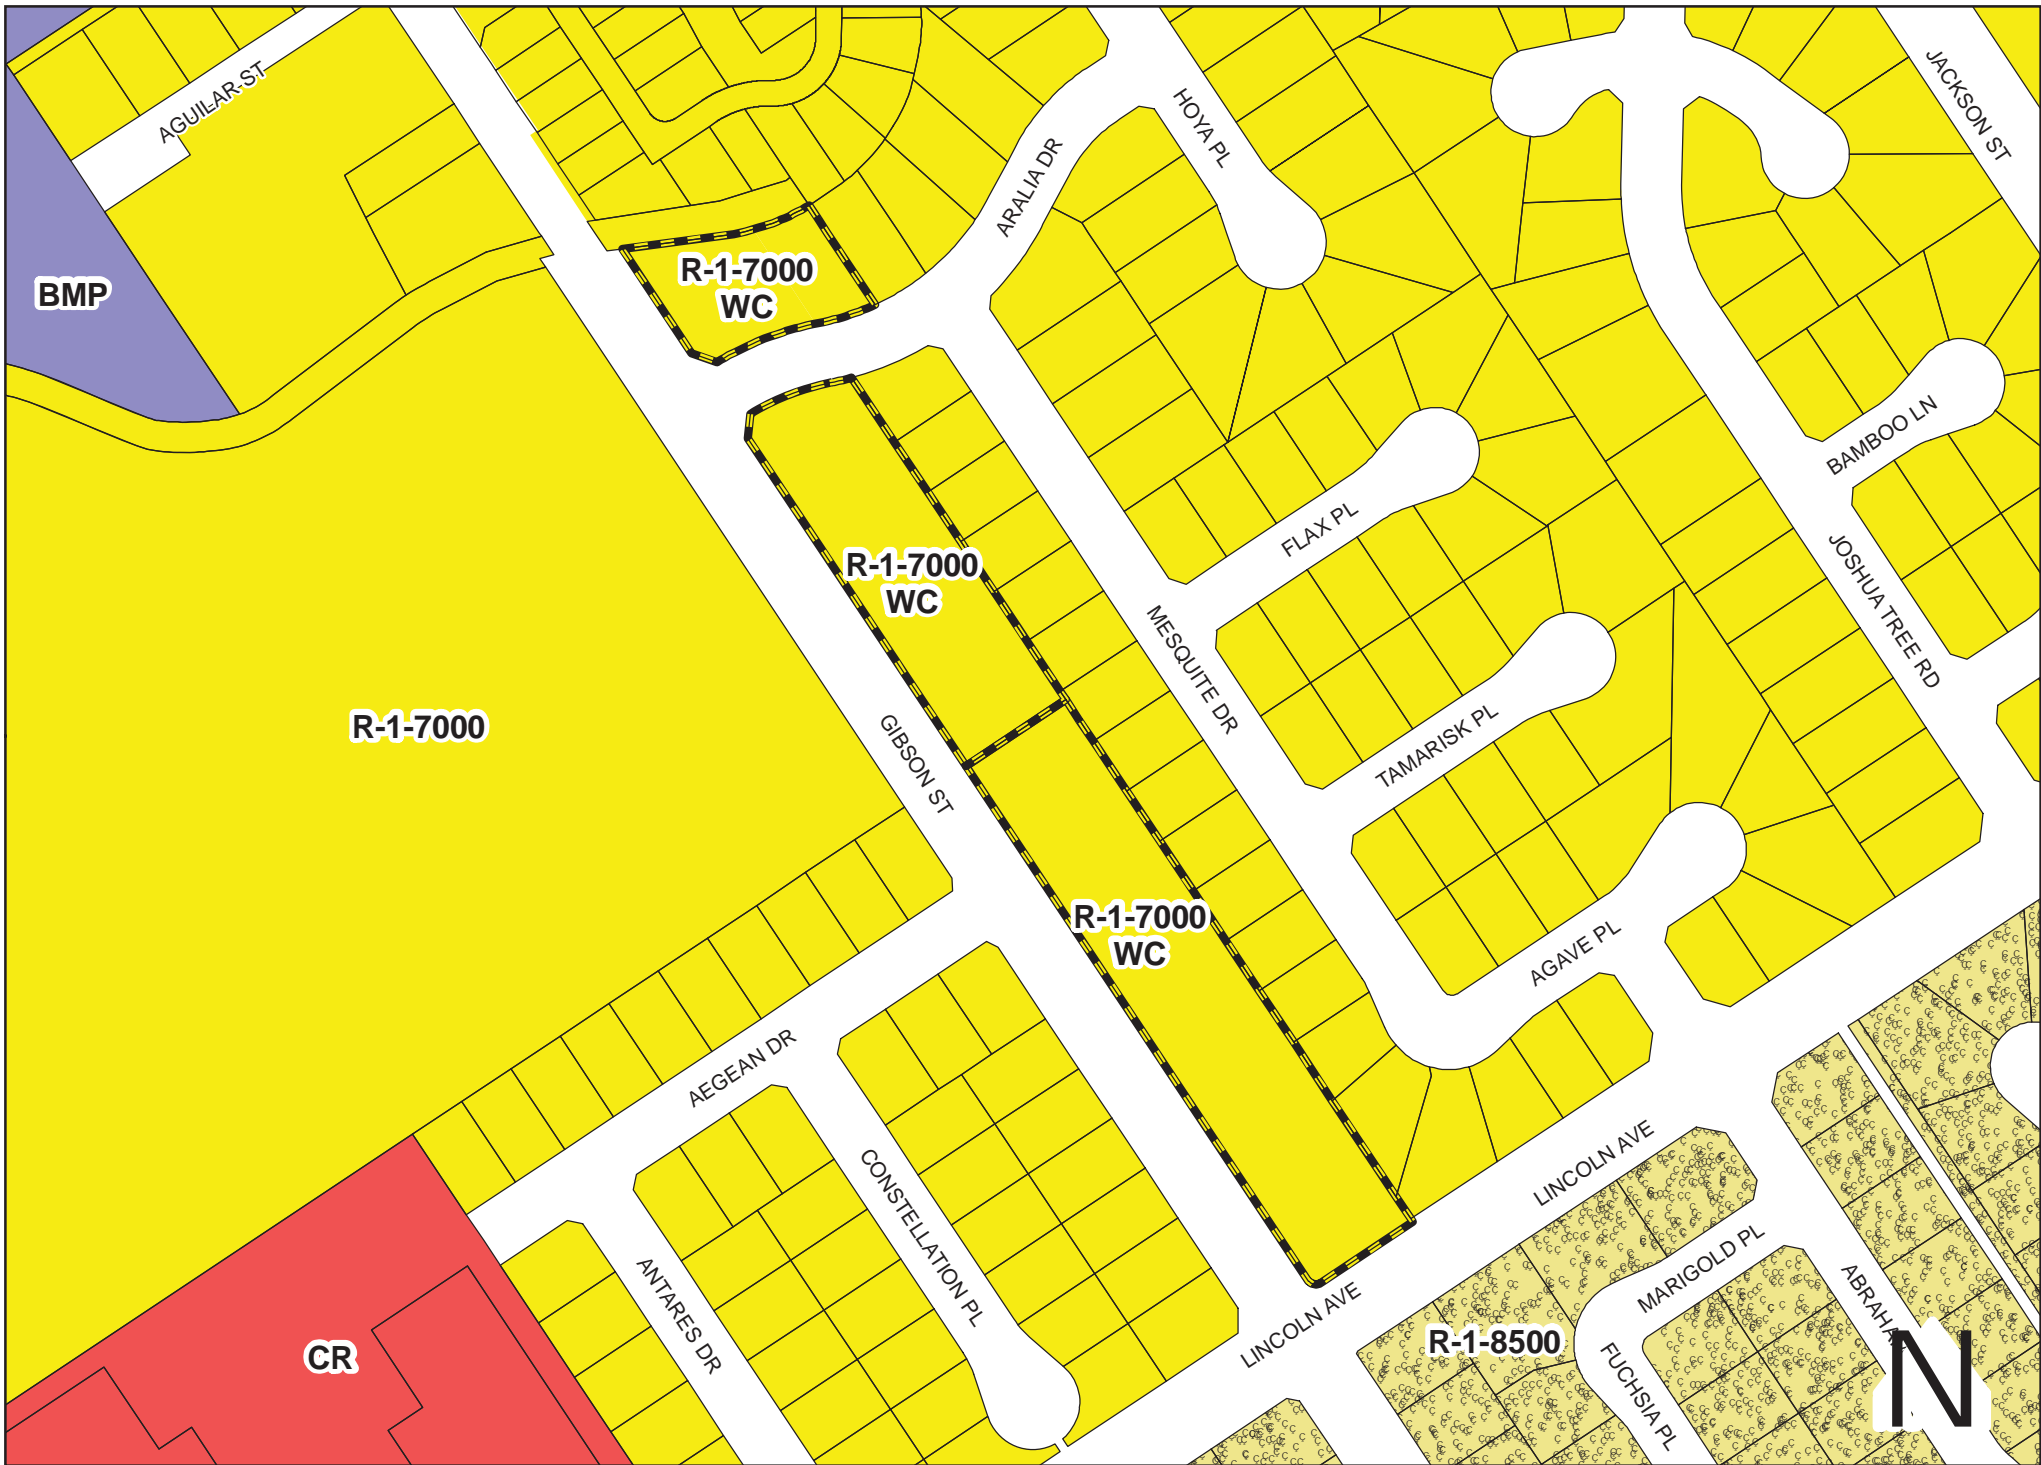 AGUILAR ST
HOYA PL
JACKSON ST
ARALIA DR
R-1-7000
WC
BMP
BAMBOO LN
FLAX PL
R-1-7000
WC
JOSHUA TREE RD
MESQUITE DR
R-1-7000
GIBSON ST
TAMARISK PL
R-1-7000
WC
AGAVE PL
AEGEAN DR
CONSTELLATION PL
LINCOLN AVE
ANTARES DR
LINCOLN AVE
MARIGOLD PL
CR
R-1-8500
FUCHSIA PL
N